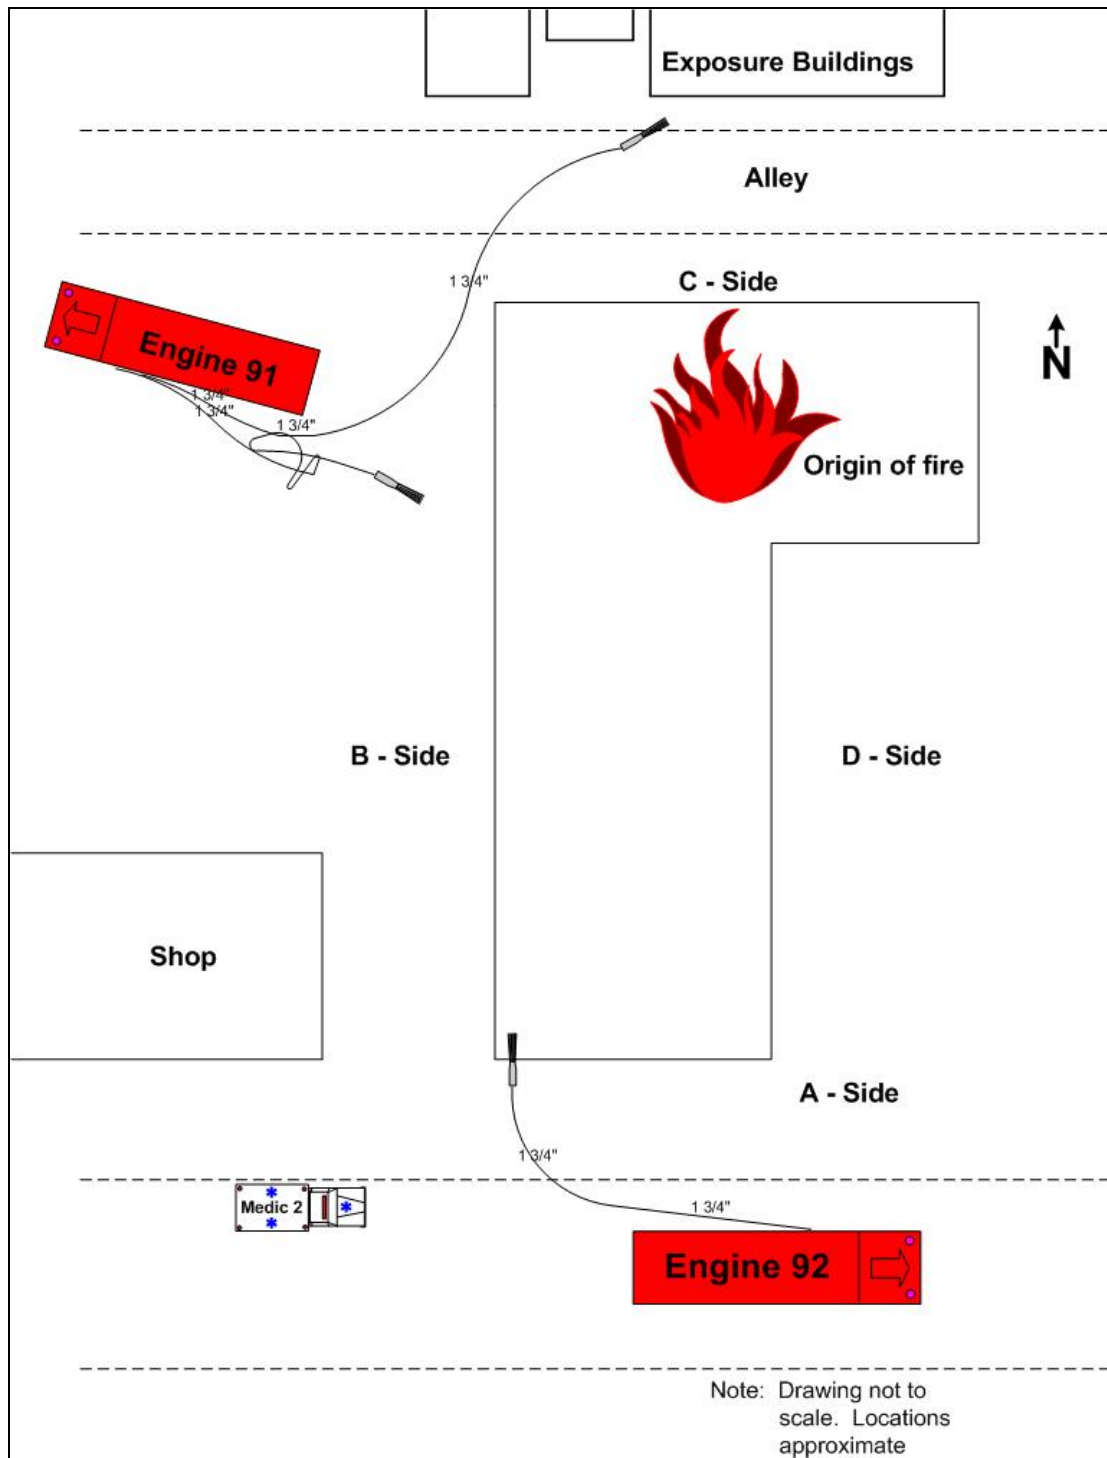 Exposure Buildings
Alley
C - Side
1 3/4"
N
Engine 91
1 3/4"
1 3/4"
1 3/4"
Origin of fire
B - Side
D - Side
Shop
A - Side
1 3/4"
Medic 2
1 3/4"
Engine 92
Note: Drawing not to
scale. Locations
approximate